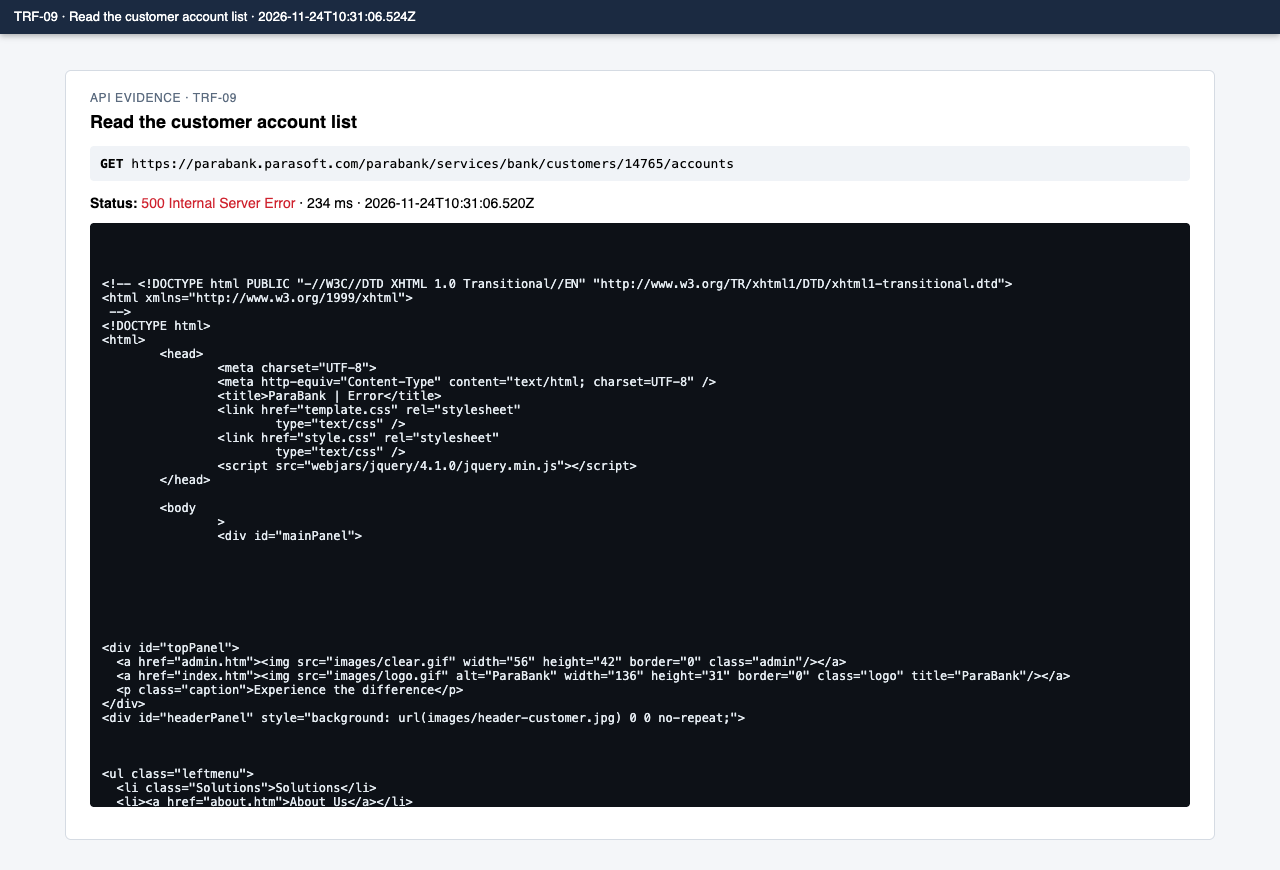 TRF-09 · Read the customer account list · 2026-11-24T10:31:06.524Z
API EVIDENCE · TRF-09
Read the customer account list
GET https://parabank.parasoft.com/parabank/services/bank/customers/14765/accounts
Status: 500 Internal Server Error · 234 ms · 2026-11-24T10:31:06.520Z
<!-- <!DOCTYPE html PUBLIC "-//W3C//DTD XHTML 1.0 Transitional//EN" "http://www.w3.org/TR/xhtml1/DTD/xhtml1-transitional.dtd">
<html xmlns="http://www.w3.org/1999/xhtml">
 -->
<!DOCTYPE html>
<html>
        <head>
                <meta charset="UTF-8">
                <meta http-equiv="Content-Type" content="text/html; charset=UTF-8" />
                <title>ParaBank | Error</title>
                <link href="template.css" rel="stylesheet"
                        type="text/css" />
                <link href="style.css" rel="stylesheet"
                        type="text/css" />
                <script src="webjars/jquery/4.1.0/jquery.min.js"></script>
        </head>
        <body
                >
                <div id="mainPanel">
<div id="topPanel">
  <a href="admin.htm"><img src="images/clear.gif" width="56" height="42" border="0" class="admin"/></a>
  <a href="index.htm"><img src="images/logo.gif" alt="ParaBank" width="136" height="31" border="0" class="logo" title="ParaBank"/></a>
  <p class="caption">Experience the difference</p>
</div>
<div id="headerPanel" style="background: url(images/header-customer.jpg) 0 0 no-repeat;">
<ul class="leftmenu">
  <li class="Solutions">Solutions</li>
  <li><a href="about.htm">About Us</a></li>